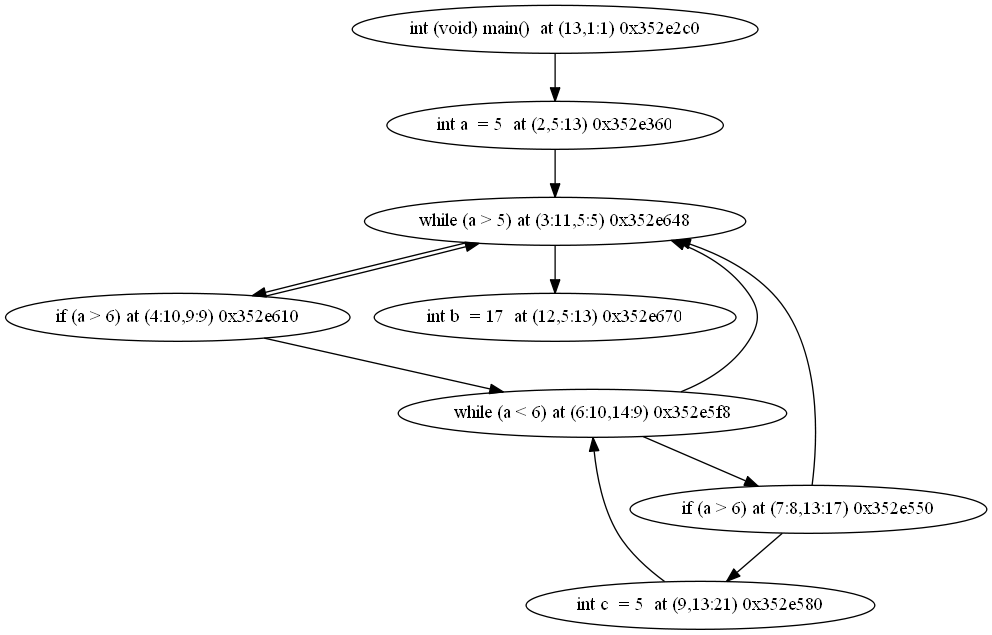 int (void) main()  at (13,1:1) 0x352e2c0
int a  = 5  at (2,5:13) 0x352e360
while (a > 5) at (3:11,5:5) 0x352e648
if (a > 6) at (4:10,9:9) 0x352e610
int b  = 17  at (12,5:13) 0x352e670
while (a < 6) at (6:10,14:9) 0x352e5f8
if (a > 6) at (7:8,13:17) 0x352e550
int c  = 5  at (9,13:21) 0x352e580